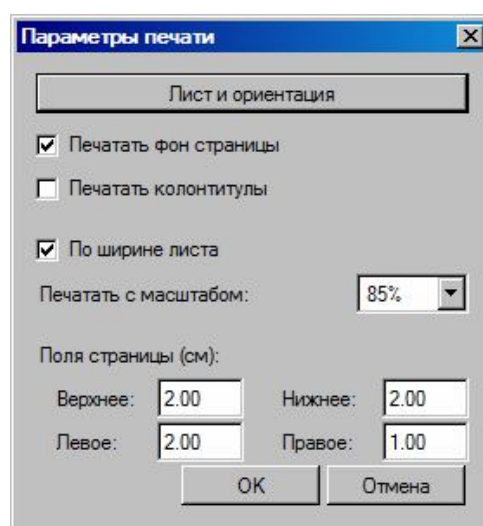 Параметры печати
Лист и ориентация
Печатать фон страницы
Печатать колонтитулы
По ширине листа
Печатать с масштабом: 85%
Поля страницы (см):
Верхнее: 2.00 Нижнее: 2.00
Левое: 2.00 Правое: 1.00
OK Отмена